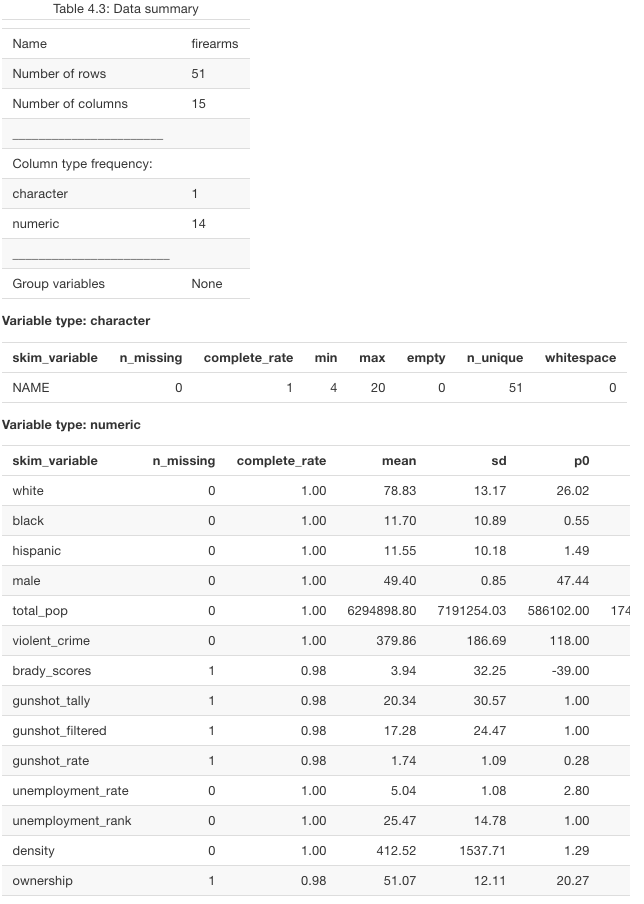 Table 4.3: Data summary
Name firearms
Number of rows 51
Number of columns 15
_______________________
Column type frequency:
character 1
numeric 14
________________________
Group variables None
Variable type: character
skim_variable n_missing complete_rate min max empty n_unique whitespace
NAME 0 1 4 20 0 51 0
Variable type: numeric
skim_variable n_missing complete_rate mean sd p0
white 0 1.00 78.83 13.17 26.02
black 0 1.00 11.70 10.89 0.55
hispanic 0 1.00 11.55 10.18 1.49
male 0 1.00 49.40 0.85 47.44
total_pop 0 1.00 6294898.80 7191254.03 586102.00 174
violent_crime 0 1.00 379.86 186.69 118.00
brady_scores 1 0.98 3.94 32.25 -39.00
gunshot_tally 1 0.98 20.34 30.57 1.00
gunshot_filtered 1 0.98 17.28 24.47 1.00
gunshot_rate 1 0.98 1.74 1.09 0.28
unemployment_rate 0 1.00 5.04 1.08 2.80
unemployment_rank 0 1.00 25.47 14.78 1.00
density 0 1.00 412.52 1537.71 1.29
ownership 1 0.98 51.07 12.11 20.27